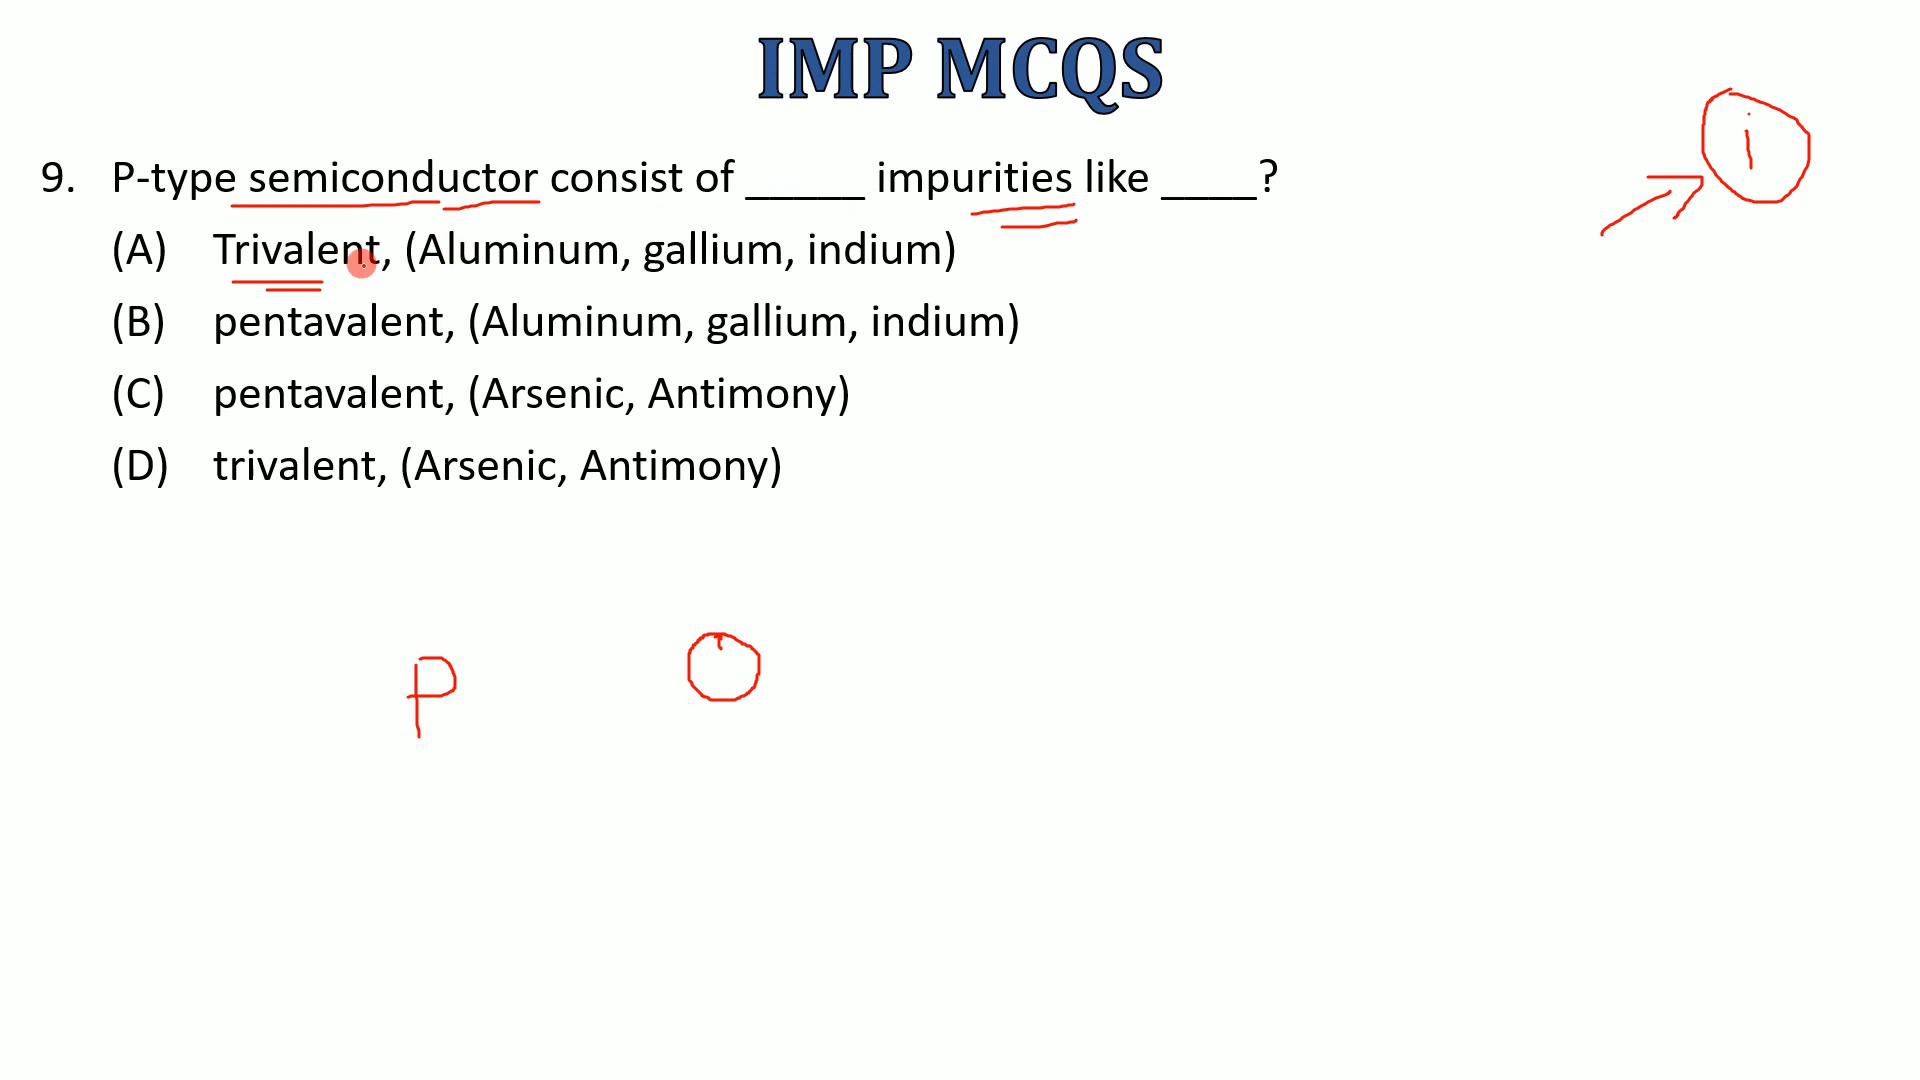 IMP MCQS
i
9. P-type semiconductor consist of _____ impurities like ____?
(A) Trivalent, (Aluminum, gallium, indium)
(B) pentavalent, (Aluminum, gallium, indium)
(C) pentavalent, (Arsenic, Antimony)
(D) trivalent, (Arsenic, Antimony)
P